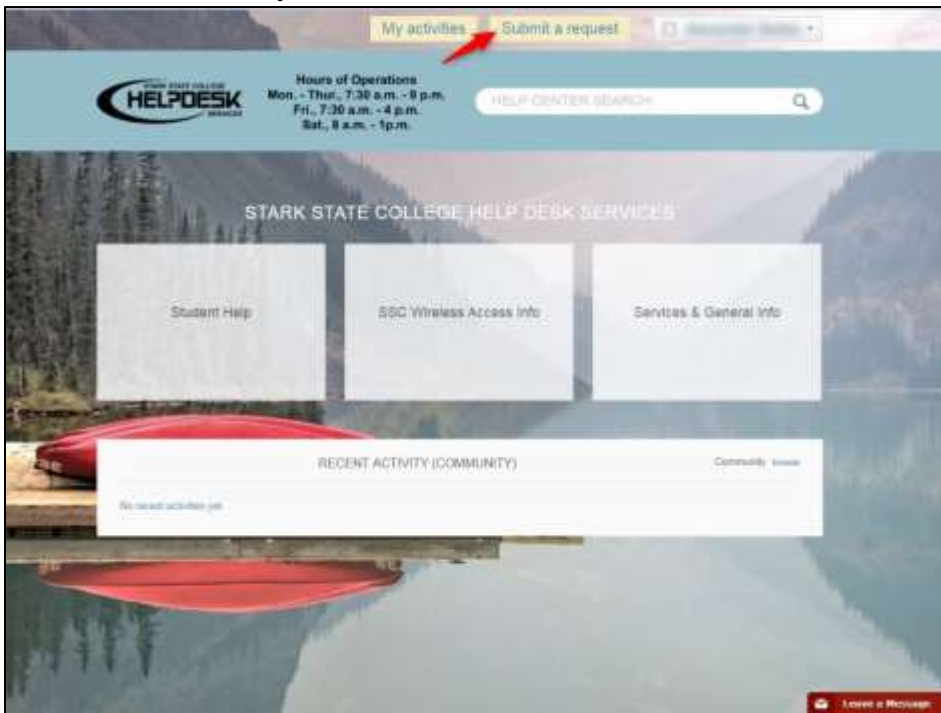 My activities
Submit a request
STARK STATE COLLEGE
HELPDESK
SERVICES
Hours of Operations
Mon. - Thur., 7:30 a.m. - 8 p.m.
Fri., 7:30 a.m. - 4 p.m.
Sat., 8 a.m. - 1p.m.
HELP CENTER SEARCH
STARK STATE COLLEGE HELP DESK SERVICES
Student Help
SSC Wireless Access Info
Services & General Info
RECENT ACTIVITY (COMMUNITY)
Community
No recent activities yet
Leave a Message